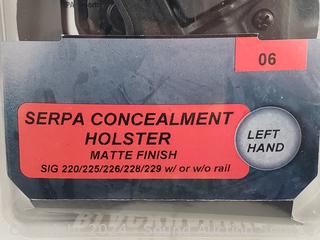 06
SERPA CONCEALMENT
HOLSTER
MATTE FINISH
SIG 220/225/226/228/229 w/ or w/o rail
LEFT
HAND